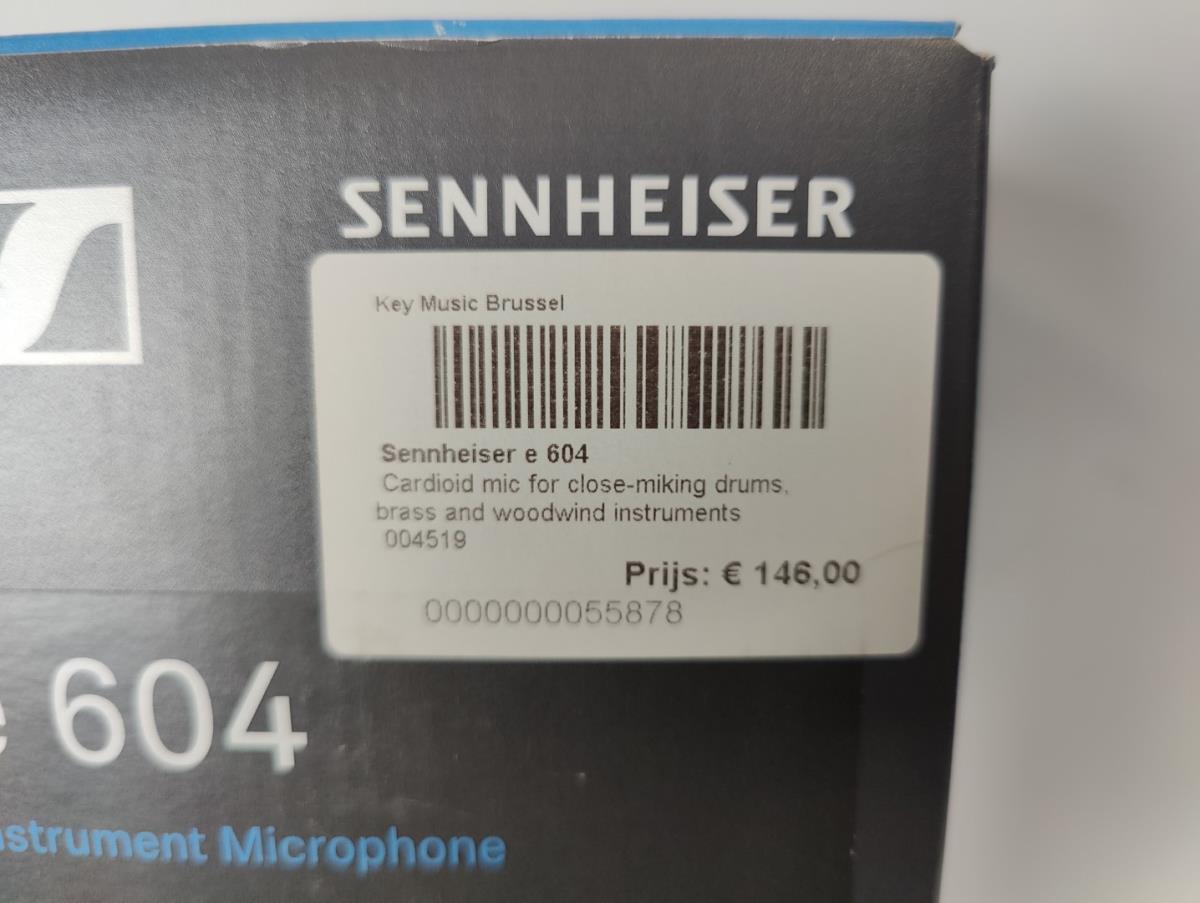 SENNHEISER
Key Music Brussel
Sennheiser e 604
Cardioid mic for close-miking drums,
brass and woodwind instruments
004519
Prijs: € 146,00
0000000055878
e 604
nstrument Microphone